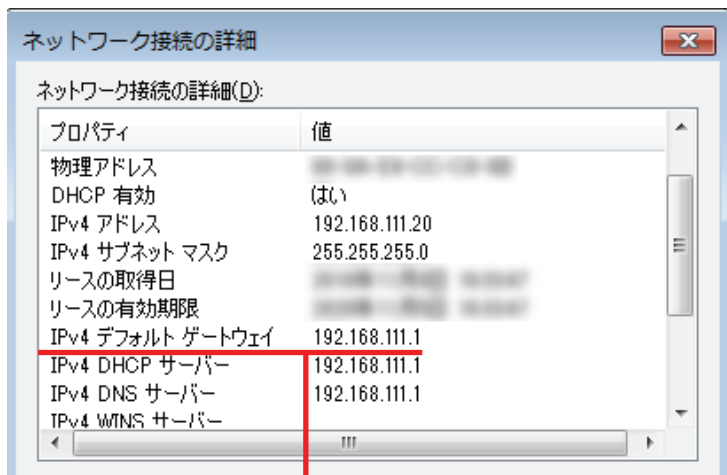 ネットワーク接続の詳細
ネットワーク接続の詳細(D):
プロパティ 値
物理アドレス
DHCP 有効 はい
IPv4 アドレス 192.168.111.20
IPv4 サブネット マスク 255.255.255.0
リースの取得日
リースの有効期限
IPv4 デフォルト ゲートウェイ 192.168.111.1
IPv4 DHCP サーバー 192.168.111.1
IPv4 DNS サーバー 192.168.111.1
IPv4 WINS サーバー